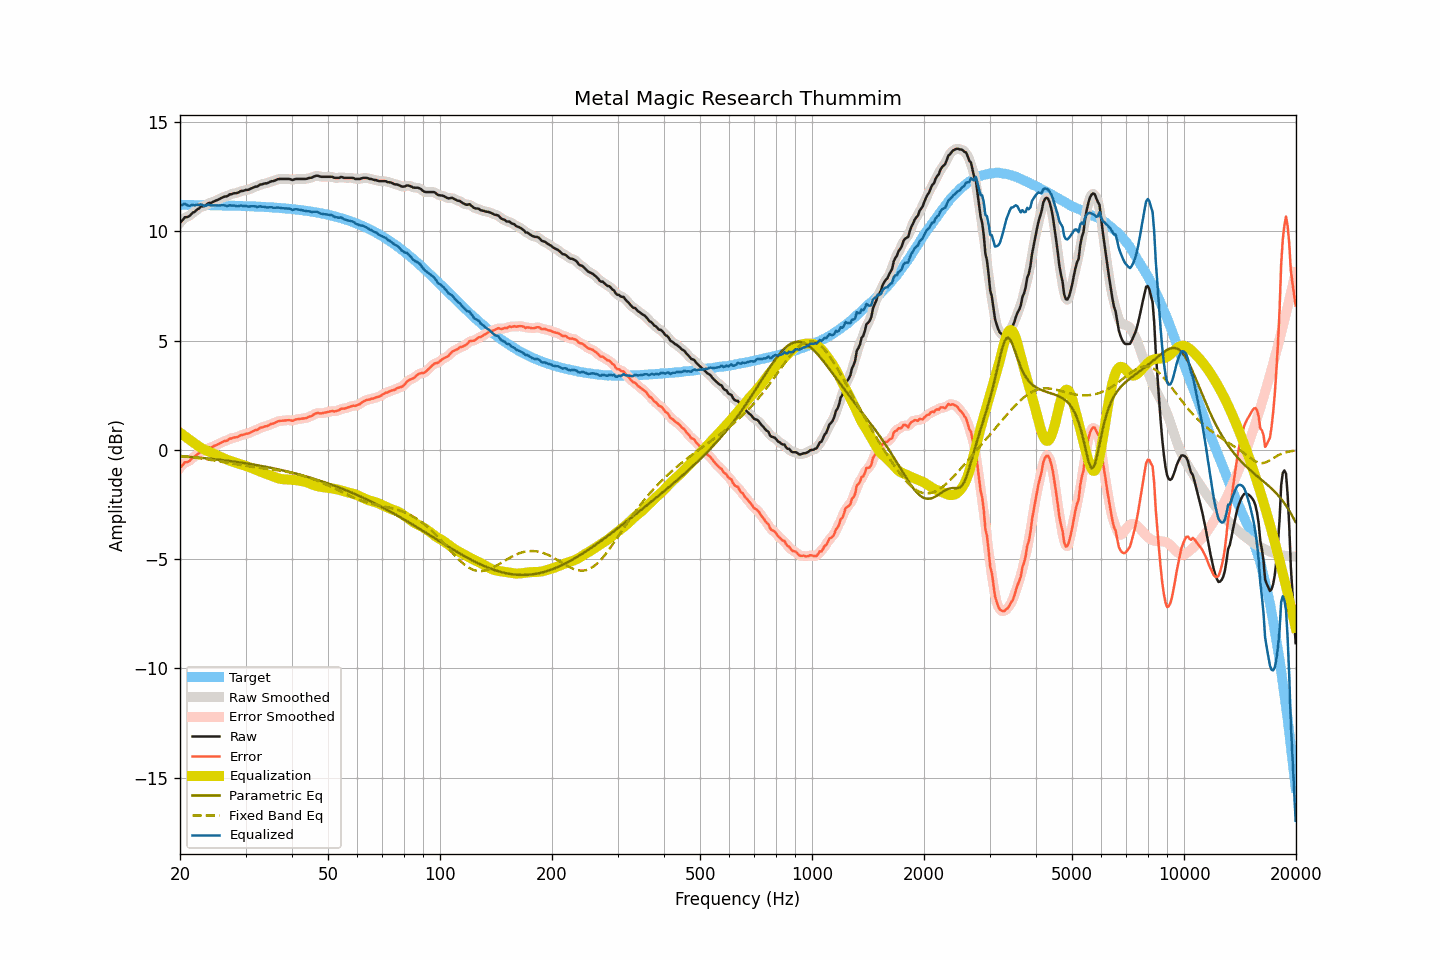 Metal Magic Research Thummim
15
10
5
0
−5
−10
−15
Amplitude (dBr)
Target
Raw Smoothed
Error Smoothed
Raw
Error
Equalization
Parametric Eq
Fixed Band Eq
Equalized
20 50 100 200 500 1000 2000 5000 10000 20000
Frequency (Hz)